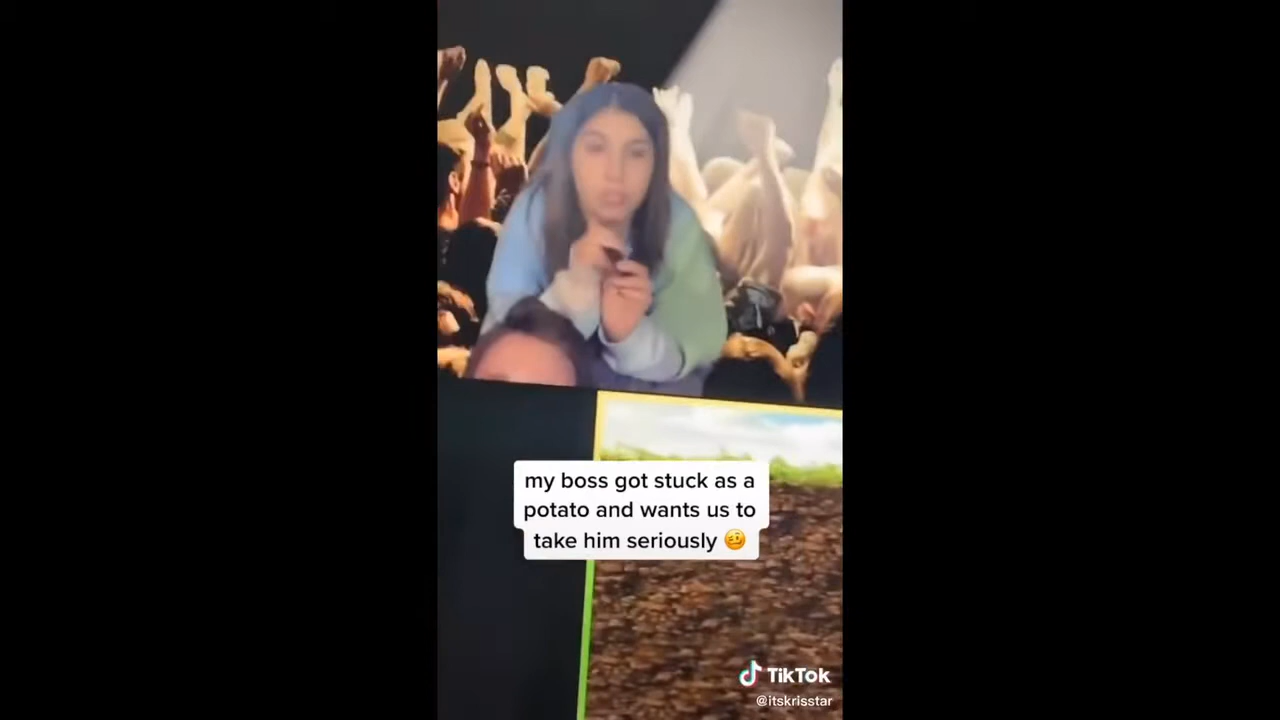 my boss got stuck as a
potato and wants us to
take him seriously 🥴
TikTok
@itskrisstar